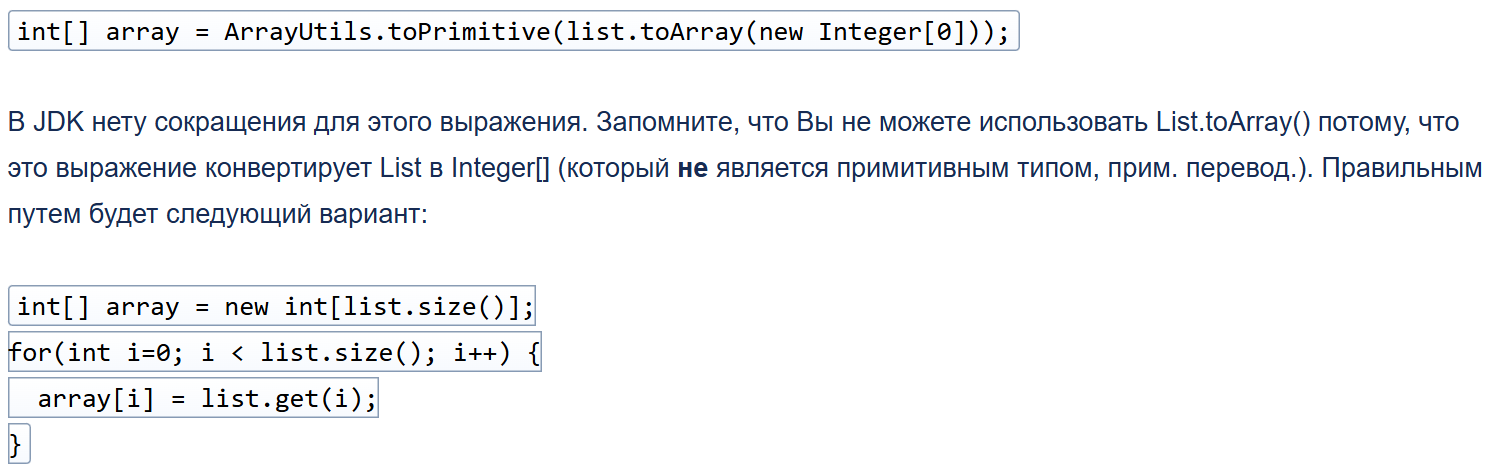 int[] array = ArrayUtils.toPrimitive(list.toArray(new Integer[0]));
В JDK нету сокращения для этого выражения. Запомните, что Вы не можете использовать List.toArray() потому, что
это выражение конвертирует List в Integer[] (который не является примитивным типом, прим. перевод.). Правильным
путем будет следующий вариант:
int[] array = new int[list.size()];
for(int i=0; i < list.size(); i++) {
  array[i] = list.get(i);
}